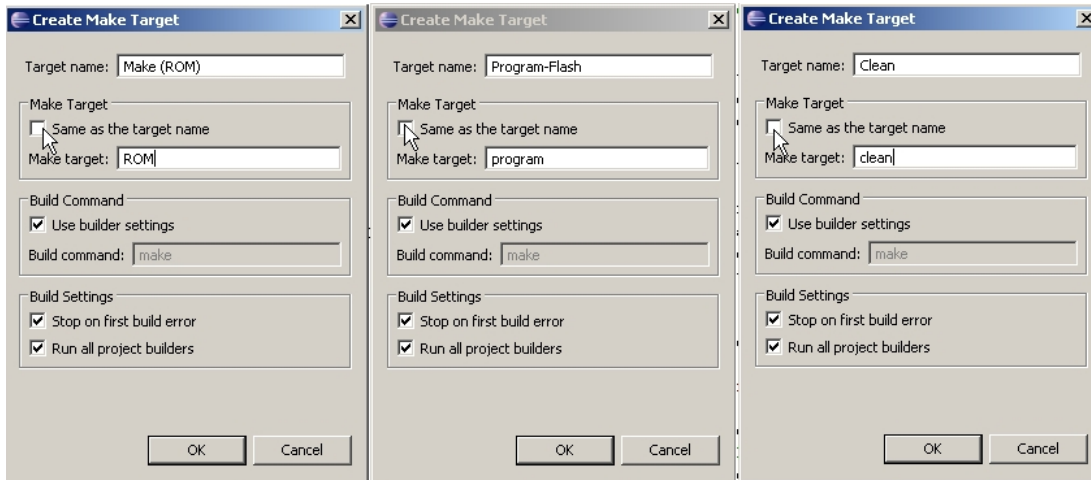 Create Make Target
Target name: Make (ROM)
Make Target
Same as the target name
Make target: ROM
Build Command
Use builder settings
Build command: make
Build Settings
Stop on first build error
Run all project builders
OK Cancel
Create Make Target
Target name: Program-Flash
Make Target
Same as the target name
Make target: program
Build Command
Use builder settings
Build command: make
Build Settings
Stop on first build error
Run all project builders
OK Cancel
Create Make Target
Target name: Clean
Make Target
Same as the target name
Make target: clean
Build Command
Use builder settings
Build command: make
Build Settings
Stop on first build error
Run all project builders
OK Cancel